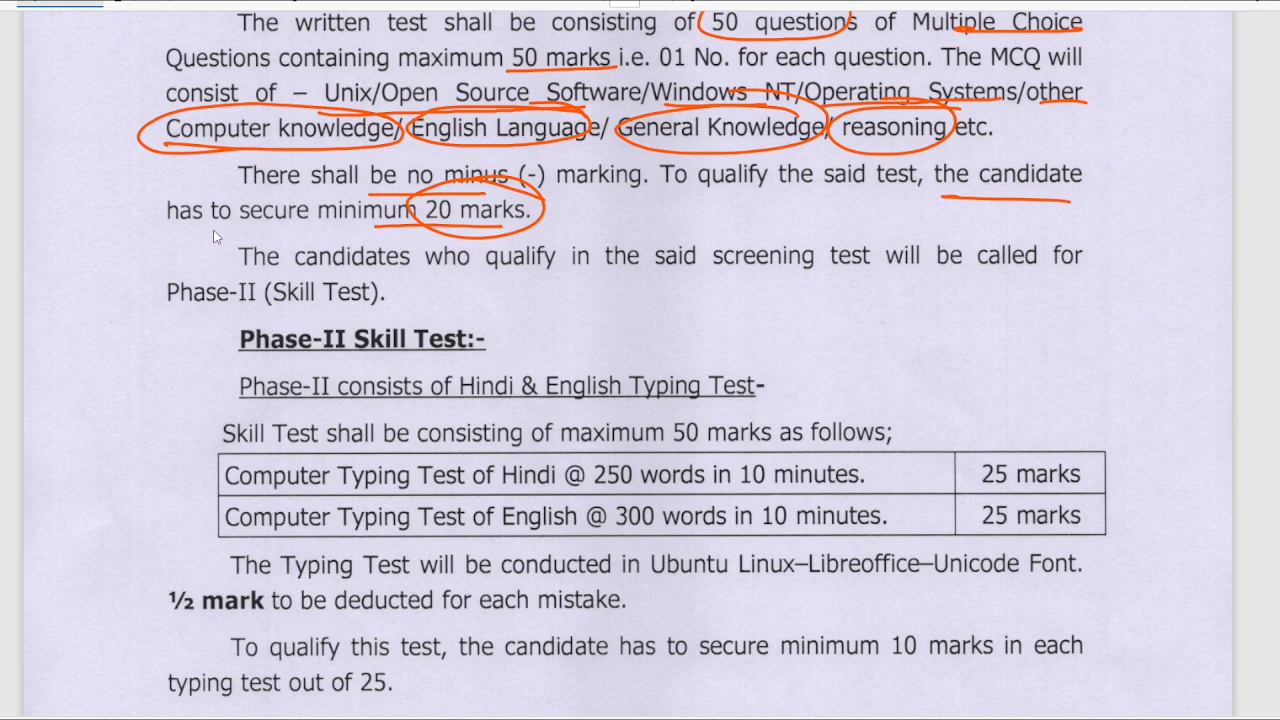 The written test shall be consisting of 50 questions of Multiple Choice
Questions containing maximum 50 marks i.e. 01 No. for each question. The MCQ will
consist of – Unix/Open Source Software/Windows NT/Operating Systems/other
Computer knowledge/ English Language/ General Knowledge/ reasoning etc.
There shall be no minus (-) marking. To qualify the said test, the candidate
has to secure minimum 20 marks.
The candidates who qualify in the said screening test will be called for
Phase-II (Skill Test).
Phase-II Skill Test:-
Phase-II consists of Hindi & English Typing Test-
Skill Test shall be consisting of maximum 50 marks as follows;
Computer Typing Test of Hindi @ 250 words in 10 minutes. 25 marks
Computer Typing Test of English @ 300 words in 10 minutes. 25 marks
The Typing Test will be conducted in Ubuntu Linux–Libreoffice–Unicode Font.
½ mark to be deducted for each mistake.
To qualify this test, the candidate has to secure minimum 10 marks in each
typing test out of 25.